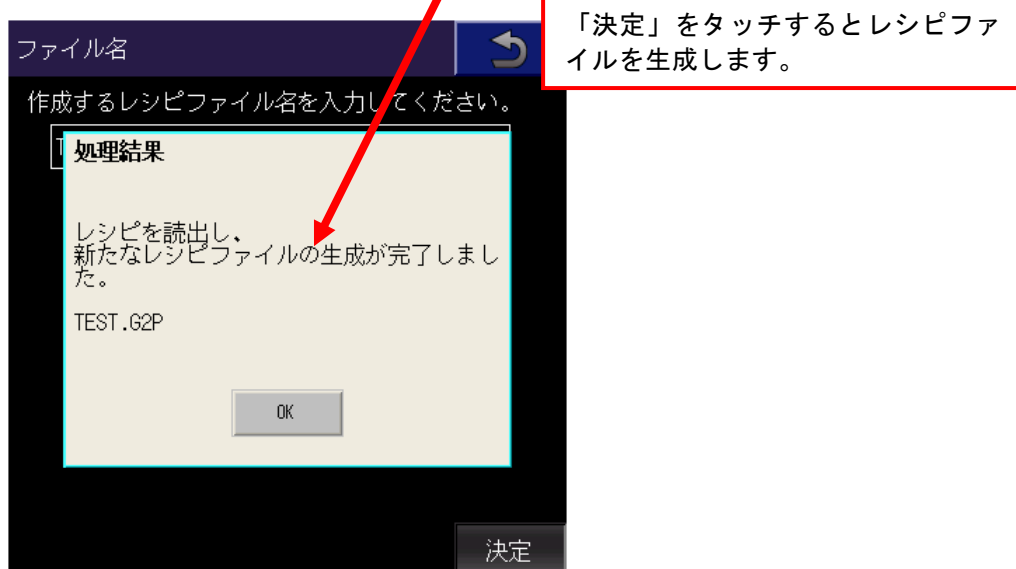 「決定」をタッチするとレシピファ
イルを生成します。
ファイル名
作成するレシピファイル名を入力してください。
T
処理結果
レシピを読出し、
新たなレシピファイルの生成が完了しまし
た。
TEST.G2P
OK
決定